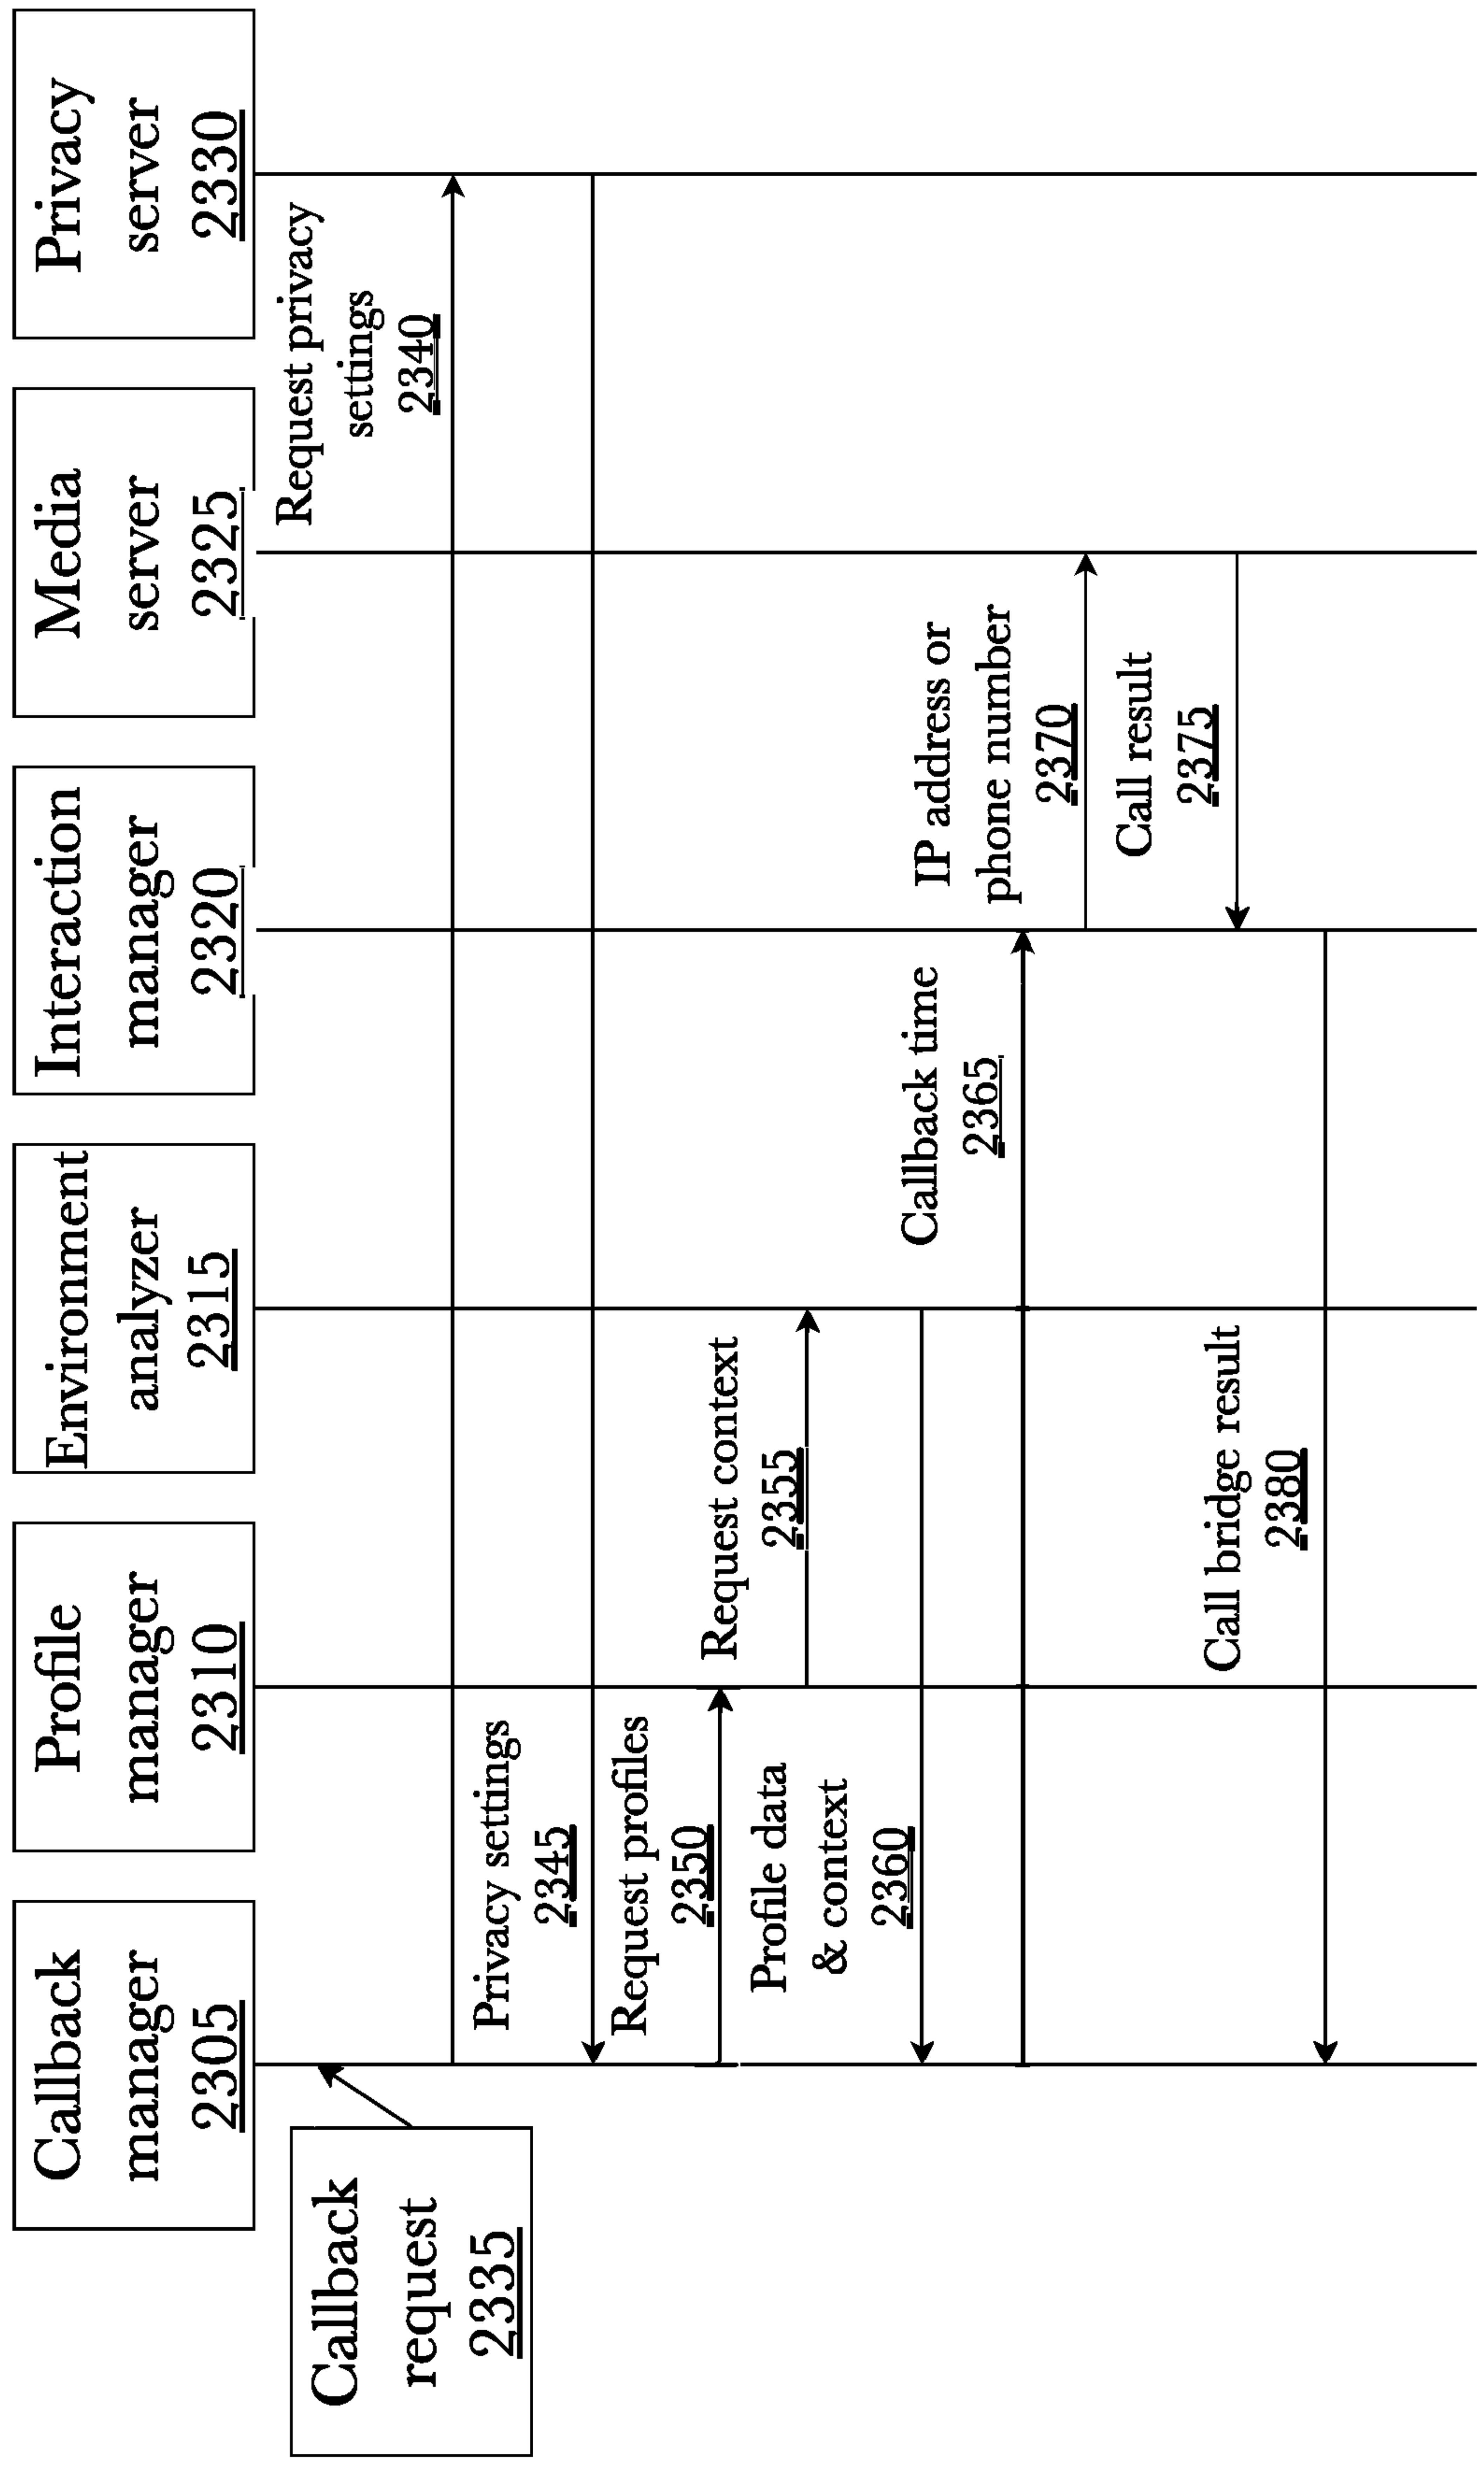 Callback
manager
2305
Profile
manager
2310
Environment
analyzer
2315
Interaction
manager
2320
Media
server
2325
Privacy
server
2330
Callback
request
2335
Request privacy
settings
2340
Privacy settings
2345
Request profiles
2350
Request context
2355
Profile data
& context
2360
Callback time
2365
IP address or
phone number
2370
Call result
2375
Call bridge result
2380